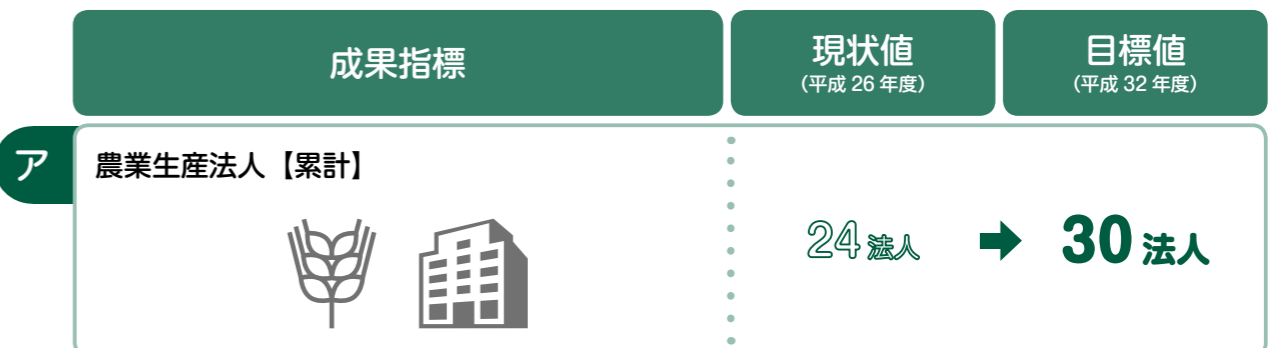 成果指標
現状値
(平成 26 年度)
目標値
(平成 32 年度)
ア
農業生産法人【累計】
24 法人
30 法人